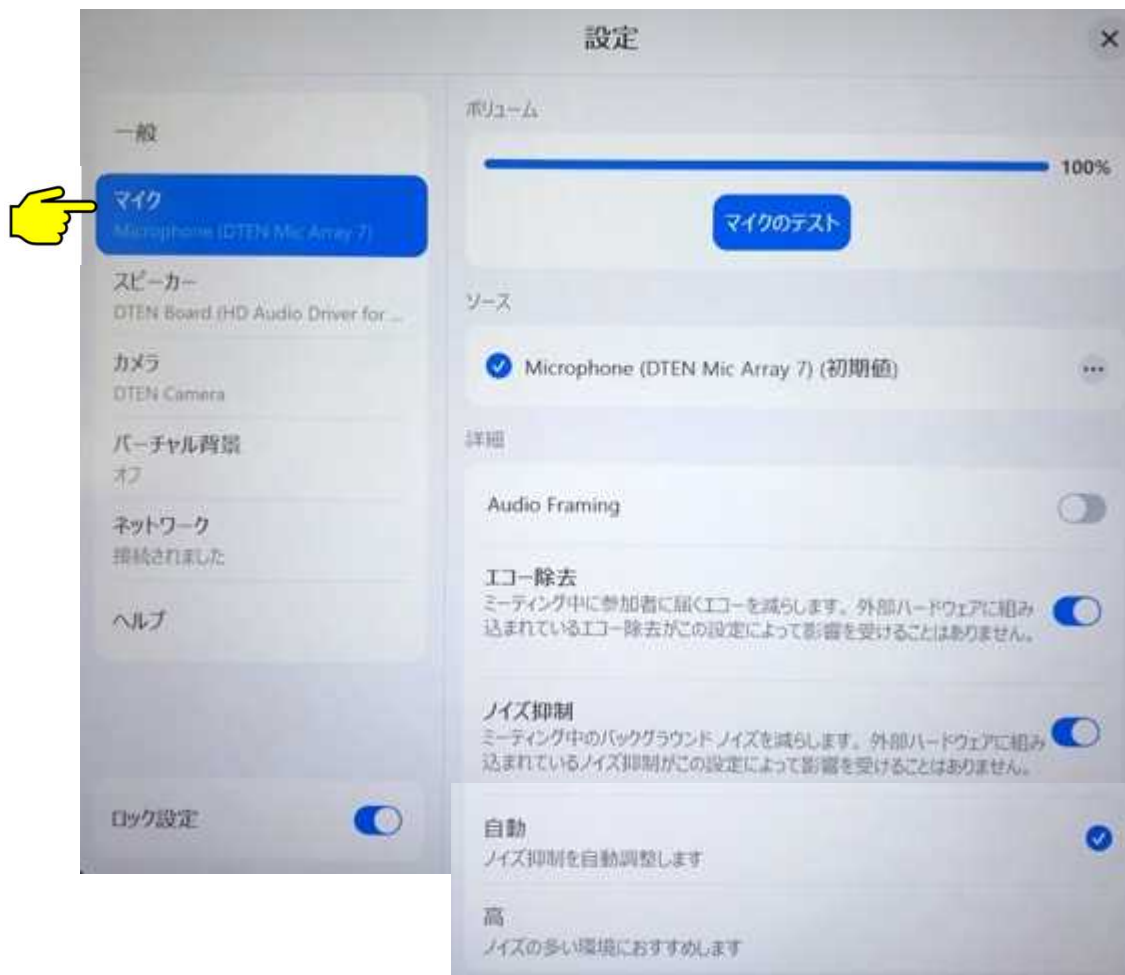 設定
×
一般
マイク
Microphone (DTEN Mic Array 7)
スピーカー
DTEN Board (HD Audio Driver for ...
カメラ
DTEN Camera
バーチャル背景
オフ
ネットワーク
接続されました
ヘルプ
ロック設定
ボリューム
100%
マイクのテスト
ソース
Microphone (DTEN Mic Array 7) (初期値)
...
詳細
Audio Framing
エコー除去
ミーティング中に参加者に届くエコーを減らします。外部ハードウェアに組み
込まれているエコー除去がこの設定によって影響を受けることはありません。
ノイズ抑制
ミーティング中のバックグラウンド ノイズを減らします。外部ハードウェアに組み
込まれているノイズ抑制がこの設定によって影響を受けることはありません。
自動
ノイズ抑制を自動調整します
高
ノイズの多い環境におすすめします